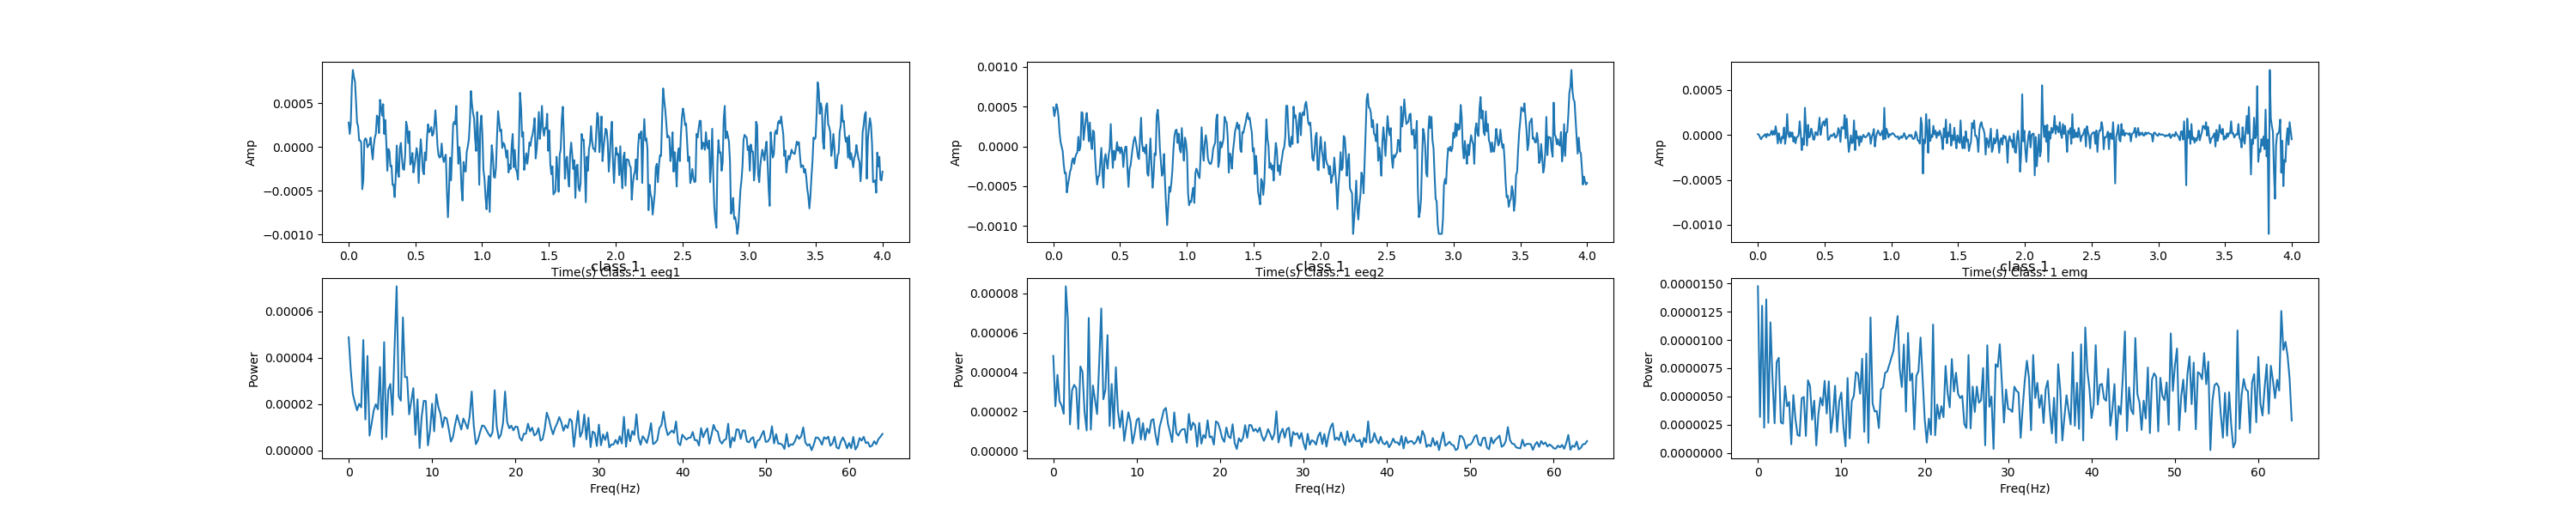 Amp
0.0005
0.0000
−0.0005
−0.0010
0.0 0.5 1.0 1.5 2.0 2.5 3.0 3.5 4.0
Time(s) Class: 1 eeg1
Amp
0.0010
0.0005
0.0000
−0.0005
−0.0010
0.0 0.5 1.0 1.5 2.0 2.5 3.0 3.5 4.0
Time(s) Class: 1 eeg2
Amp
0.0005
0.0000
−0.0005
−0.0010
0.0 0.5 1.0 1.5 2.0 2.5 3.0 3.5 4.0
Time(s) Class: 1 emg
class 1
Power
0.00006
0.00004
0.00002
0.00000
0 10 20 30 40 50 60
Freq(Hz)
class 1
Power
0.00008
0.00006
0.00004
0.00002
0.00000
0 10 20 30 40 50 60
Freq(Hz)
class 1
Power
0.0000150
0.0000125
0.0000100
0.0000075
0.0000050
0.0000025
0.0000000
0 10 20 30 40 50 60
Freq(Hz)